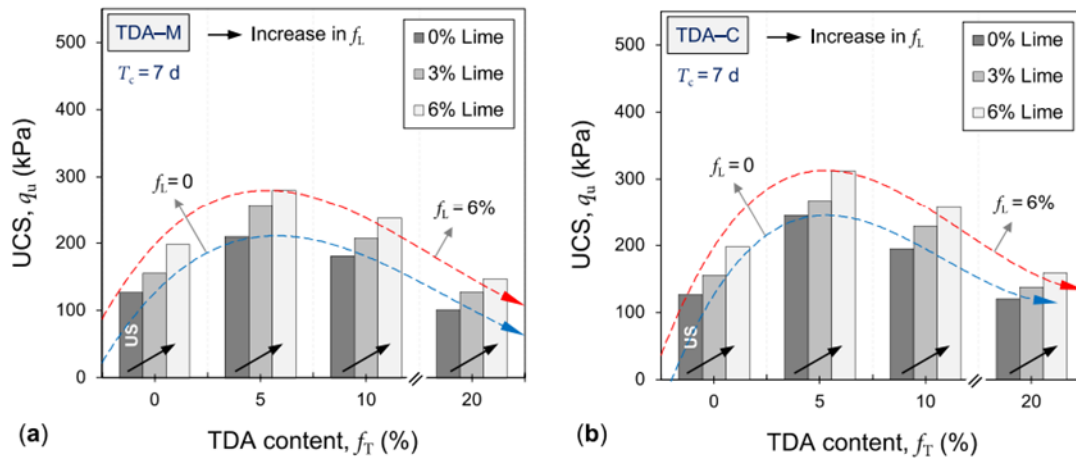 TDA–M
Increase in fL
Tc = 7 d
0% Lime
3% Lime
6% Lime
UCS, qu (kPa)
500
400
300
200
100
0
fL = 0
fL = 6%
US
0
5
10
20
TDA content, fT (%)
(a)
TDA–C
Increase in fL
Tc = 7 d
0% Lime
3% Lime
6% Lime
UCS, qu (kPa)
500
400
300
200
100
0
fL = 0
fL = 6%
US
0
5
10
20
TDA content, fT (%)
(b)